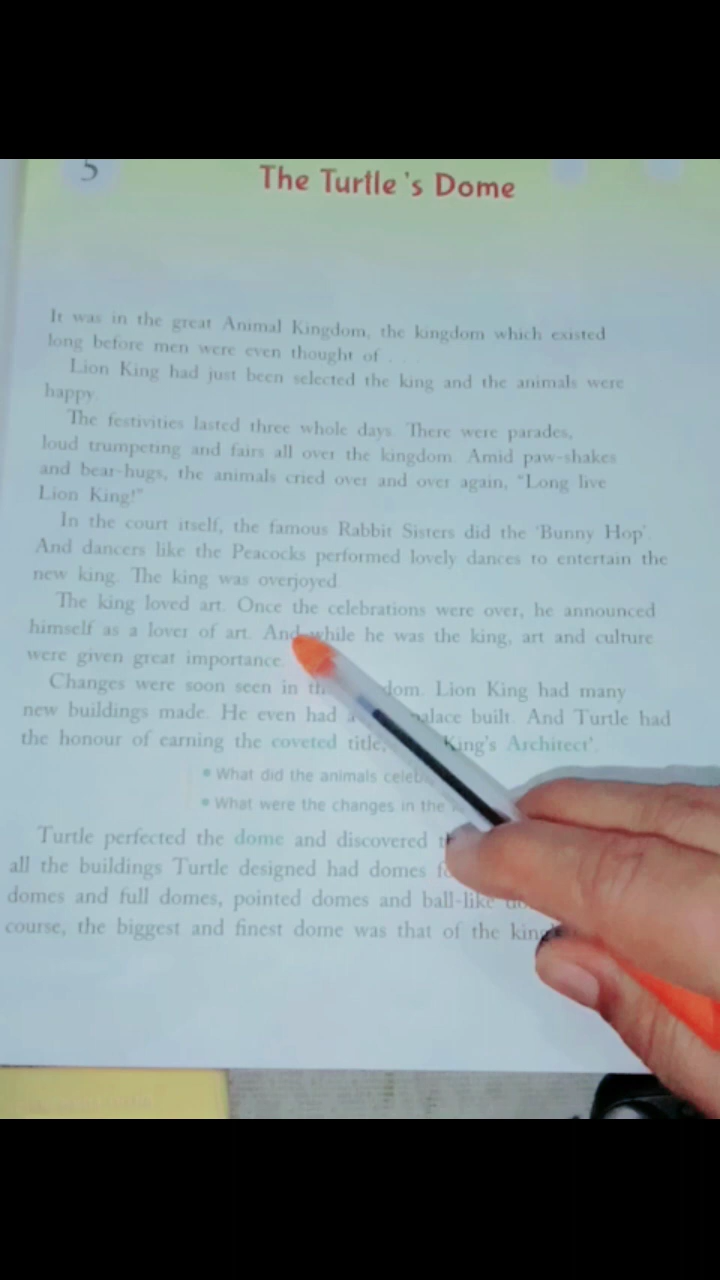 5
The Turtle's Dome
It was in the great Animal Kingdom, the kingdom which existed
long before men were even thought of . . .
Lion King had just been selected the king and the animals were
happy.
The festivities lasted three whole days. There were parades,
loud trumpeting and fairs all over the kingdom. Amid paw-shakes
and bear-hugs, the animals cried over and over again, "Long live
Lion King!"
In the court itself, the famous Rabbit Sisters did the 'Bunny Hop'.
And dancers like the Peacocks performed lovely dances to entertain the
new king. The king was overjoyed.
The king loved art. Once the celebrations were over, he announced
himself as a lover of art. And while he was the king, art and culture
were given great importance.
Changes were soon seen in dom. Lion King had many
new buildings made. He even had palace built. And Turtle had
the honour of earning the coveted title, King's Architect'.
• What did the animals celeb
• What were the changes in the
Turtle perfected the dome and discovered
all the buildings Turtle designed had domes
domes and full domes, pointed domes and ball-like
course, the biggest and finest dome was that of the king